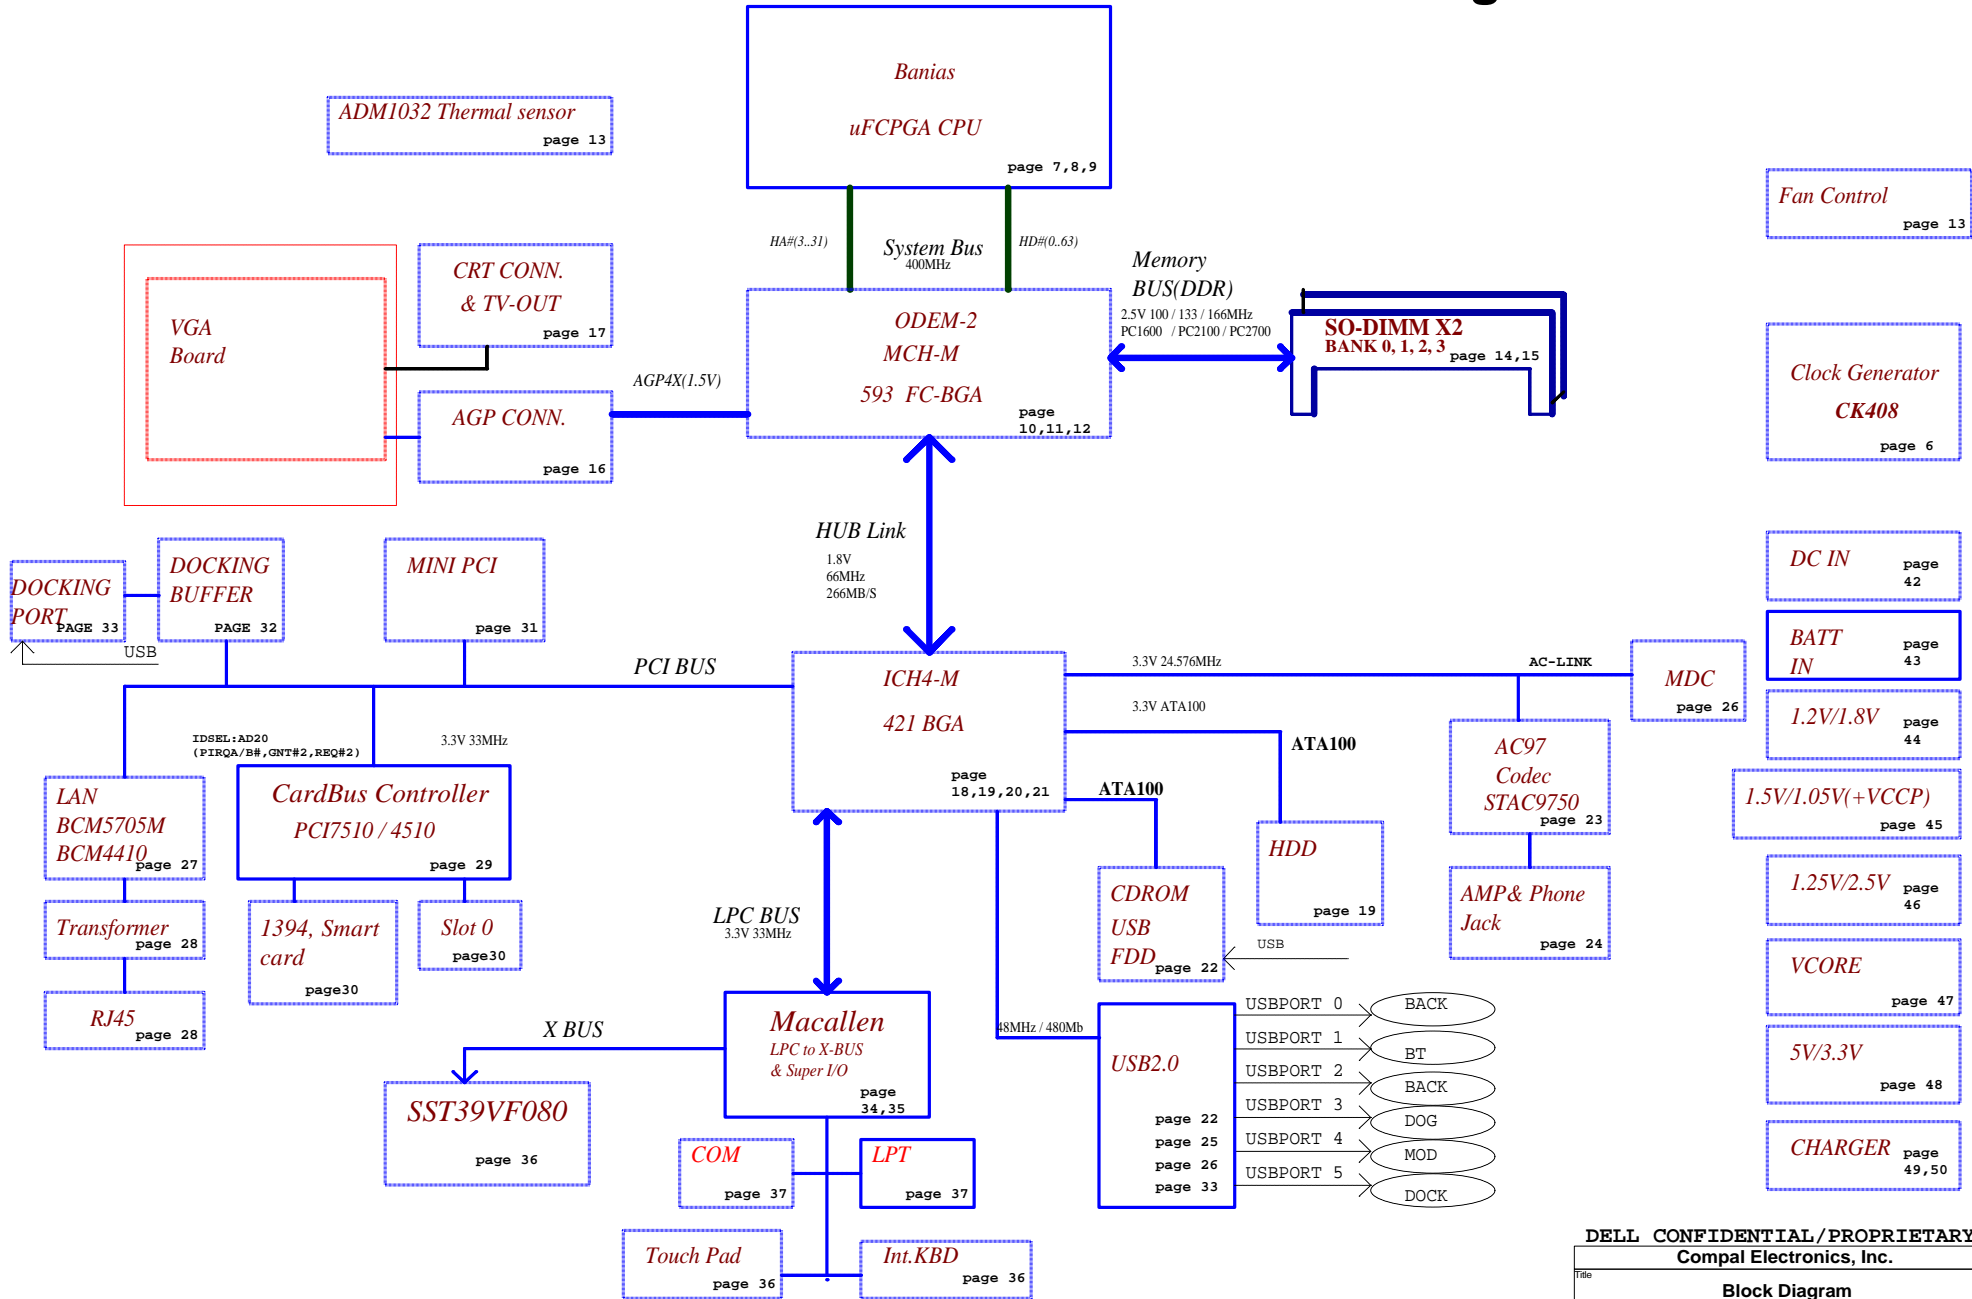 Banias
uFCPGA CPU
page 7,8,9
ADM1032 Thermal sensor
page 13
Fan Control
page 13
HA#(3..31)
System Bus
400MHz
HD#(0..63)
Memory
BUS(DDR)
2.5V 100 / 133 / 166MHz
PC1600 / PC2100 / PC2700
CRT CONN.
& TV-OUT
page 17
VGA
Board
ODEM-2
MCH-M
593 FC-BGA
page
10,11,12
SO-DIMM X2
BANK 0, 1, 2, 3
page 14,15
Clock Generator
CK408
page 6
AGP4X(1.5V)
AGP CONN.
page 16
HUB Link
1.8V
66MHz
266MB/S
DOCKING
PORT
PAGE 33
DOCKING
BUFFER
PAGE 32
MINI PCI
page 31
USB
PCI BUS
DC IN
page
42
BATT
IN
page
43
1.2V/1.8V
page
44
1.5V/1.05V(+VCCP)
page 45
1.25V/2.5V
page
46
VCORE
page 47
5V/3.3V
page 48
CHARGER
page
49,50
ICH4-M
421 BGA
page
18,19,20,21
3.3V 24.576MHz
AC-LINK
MDC
page 26
3.3V ATA100
ATA100
ATA100
AC97
Codec
STAC9750
page 23
IDSEL:AD20
(PIRQA/B#,GNT#2,REQ#2)
3.3V 33MHz
LAN
BCM5705M
BCM4410
page 27
CardBus Controller
PCI7510 / 4510
page 29
HDD
page 19
CDROM
USB
FDD
page 22
USB
AMP& Phone
Jack
page 24
Transformer
page 28
1394, Smart
card
page30
Slot 0
page30
LPC BUS
3.3V 33MHz
RJ45
page 28
X BUS
Macallen
LPC to X-BUS
& Super I/O
page
34,35
48MHz / 480Mb
USB2.0
page 22
page 25
page 26
page 33
USBPORT 0
BACK
USBPORT 1
BT
USBPORT 2
BACK
USBPORT 3
DOG
USBPORT 4
MOD
USBPORT 5
DOCK
SST39VF080
page 36
COM
page 37
LPT
page 37
Touch Pad
page 36
Int.KBD
page 36
DELL CONFIDENTIAL/PROPRIETARY
Compal Electronics, Inc.
Title
Block Diagram